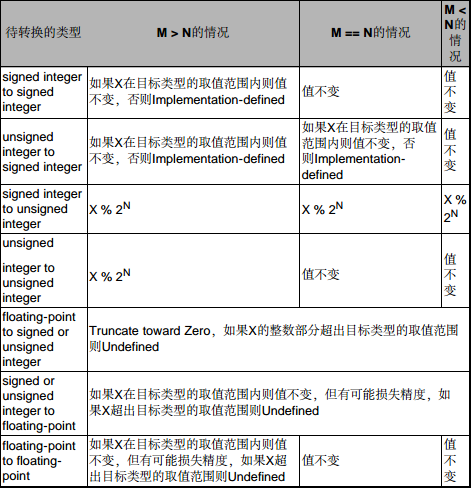 待转换的类型
M > N的情况
M == N的情况
M <
N的
情
况
signed integer
to signed
integer
如果X在目标类型的取值范围内则值
不变，否则Implementation-defined
值不变
值
不
变
unsigned
integer to
signed integer
如果X在目标类型的取值范围内则值
不变，否则Implementation-defined
如果X在目标类型的取值
范围内则值不变，否
则Implementation-
defined
值
不
变
signed integer
to unsigned
integer
X % 2^N
X % 2^N
X %
2^N
unsigned
integer to
unsigned
integer
X % 2^N
值不变
值
不
变
floating-point
to signed or
unsigned
integer
Truncate toward Zero，如果X的整数部分超出目标类型的取值范围
则Undefined
signed or
unsigned
integer to
floating-point
如果X在目标类型的取值范围内则值不变，但有可能损失精度，如
果X超出目标类型的取值范围则Undefined
floating-point
to floating-
point
如果X在目标类型的取值范围内则值
不变，但有可能损失精度，如果X超
出目标类型的取值范围则Undefined
值不变
值
不
变